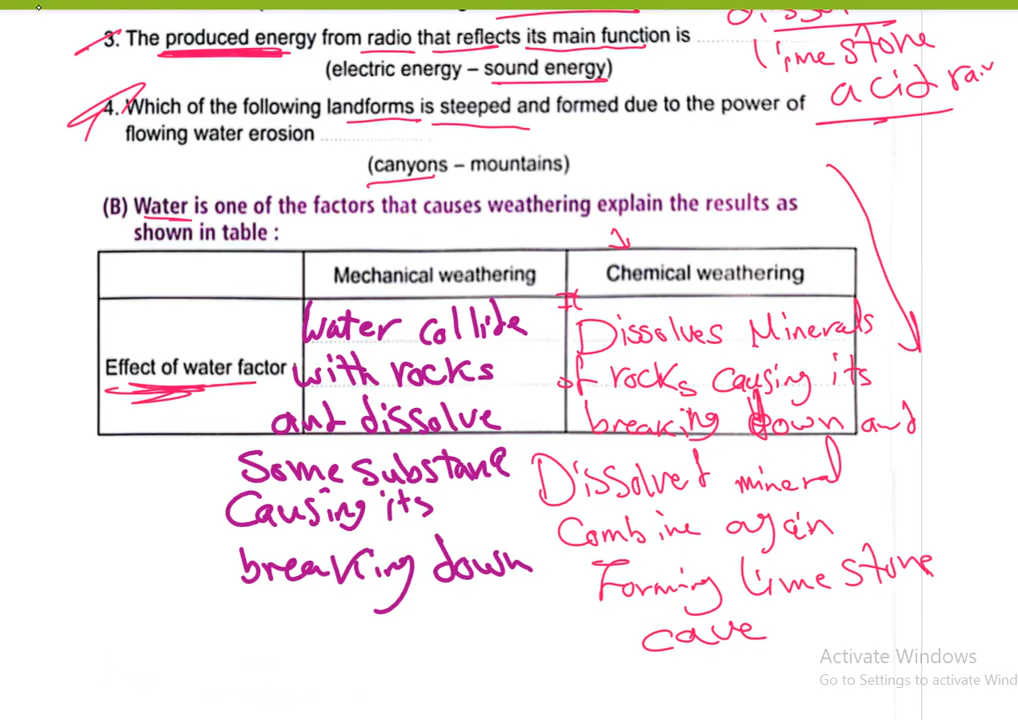 3. The produced energy from radio that reflects its main function is
lime stone
(electric energy – sound energy)
acid
4. Which of the following landforms is steeped and formed due to the power of
flowing water erosion
(canyons – mountains)
(B) Water is one of the factors that causes weathering explain the results as
shown in table :
Mechanical weathering
Chemical weathering
Effect of water factor
Water collide
with rocks
and dissolve
Some substance
Causing its
breaking down
It
Dissolves Minerals
of rocks causing its
breaking down and
Dissolved mineral
Combine again
Forming lime stone
cave
Activate Windows
Go to Settings to activate Wind